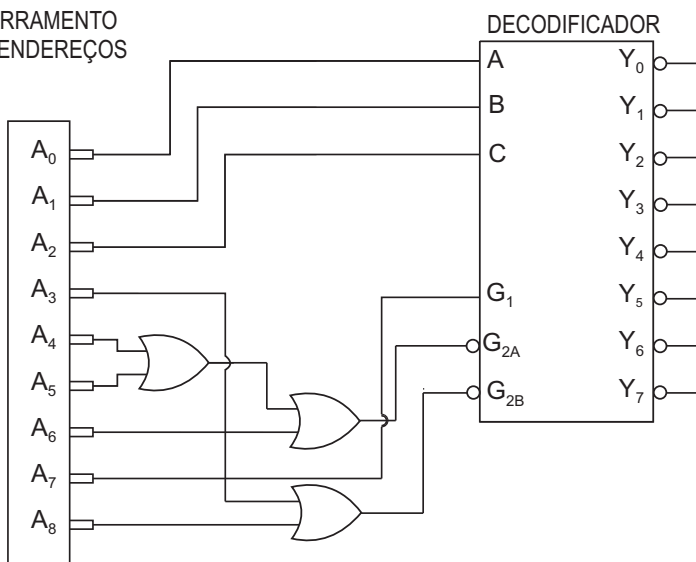 RRAMENTO
ENDEREÇOS
DECODIFICADOR
A₀
A₁
A₂
A₃
A₄
A₅
A₆
A₇
A₈
A
B
C
G₁
G₂A
G₂B
Y₀
Y₁
Y₂
Y₃
Y₄
Y₅
Y₆
Y₇